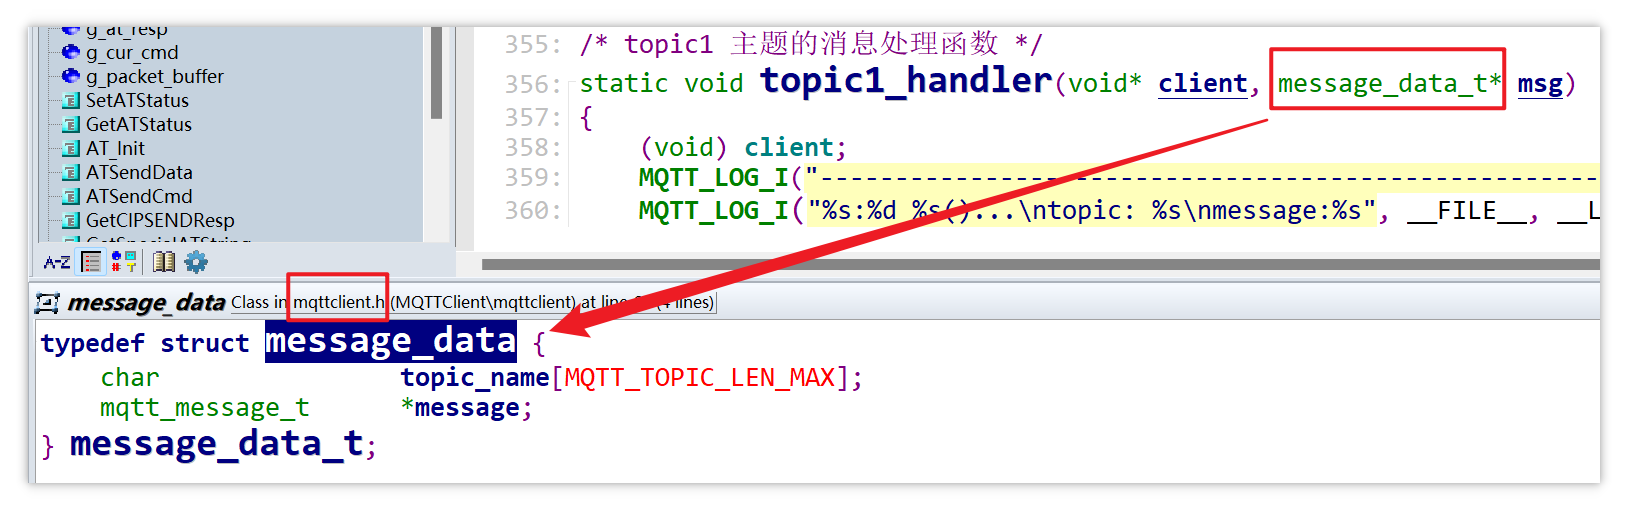 g_at_resp
g_cur_cmd
g_packet_buffer
SetATStatus
GetATStatus
AT_Init
ATSendData
ATSendCmd
GetCIPSENDResp
GetSpecialATString
A-Z
355: /* topic1 主题的消息处理函数 */
356: static void topic1_handler(void* client, message_data_t* msg)
357: {
358: (void) client;
359: MQTT_LOG_I("-----------------------------------------------------
360: MQTT_LOG_I("%s:%d %s()...\ntopic: %s\nmessage:%s", __FILE__, __L
message_data Class in mqttclient.h (MQTTClient\mqttclient) at line (4 lines)
typedef struct message_data {
char topic_name[MQTT_TOPIC_LEN_MAX];
mqtt_message_t *message;
} message_data_t;